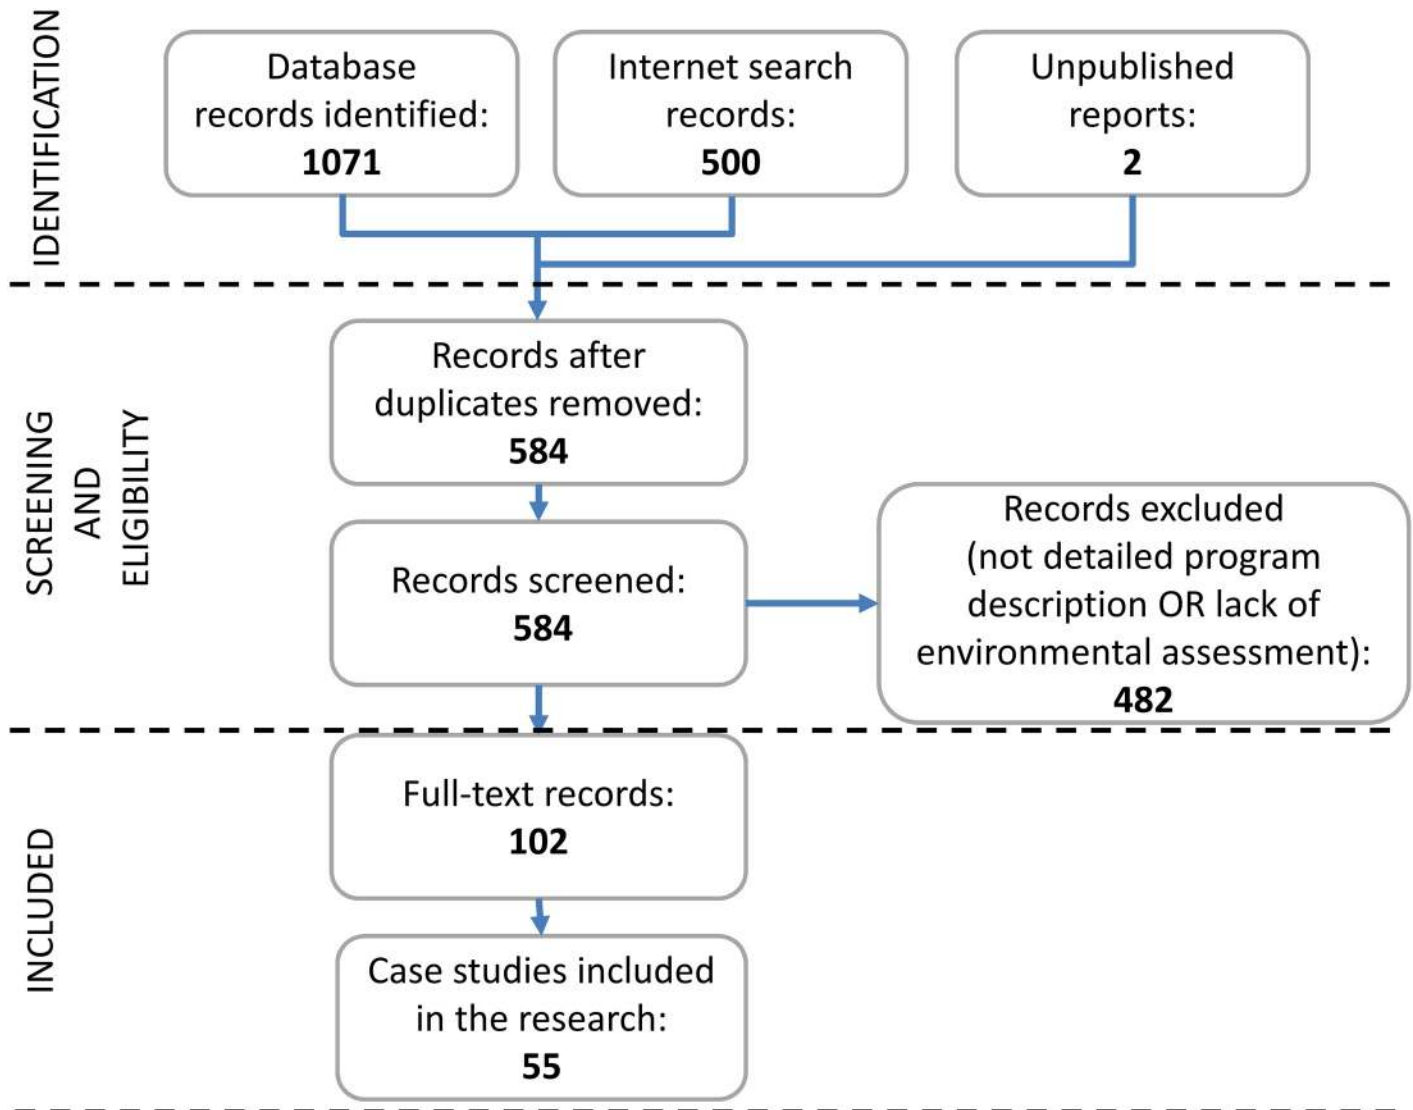 IDENTIFICATION
Database
records identified:
1071
Internet search
records:
500
Unpublished
reports:
2
SCREENING
AND
ELIGIBILITY
Records after
duplicates removed:
584
Records screened:
584
Records excluded
(not detailed program
description OR lack of
environmental assessment):
482
INCLUDED
Full-text records:
102
Case studies included
in the research:
55